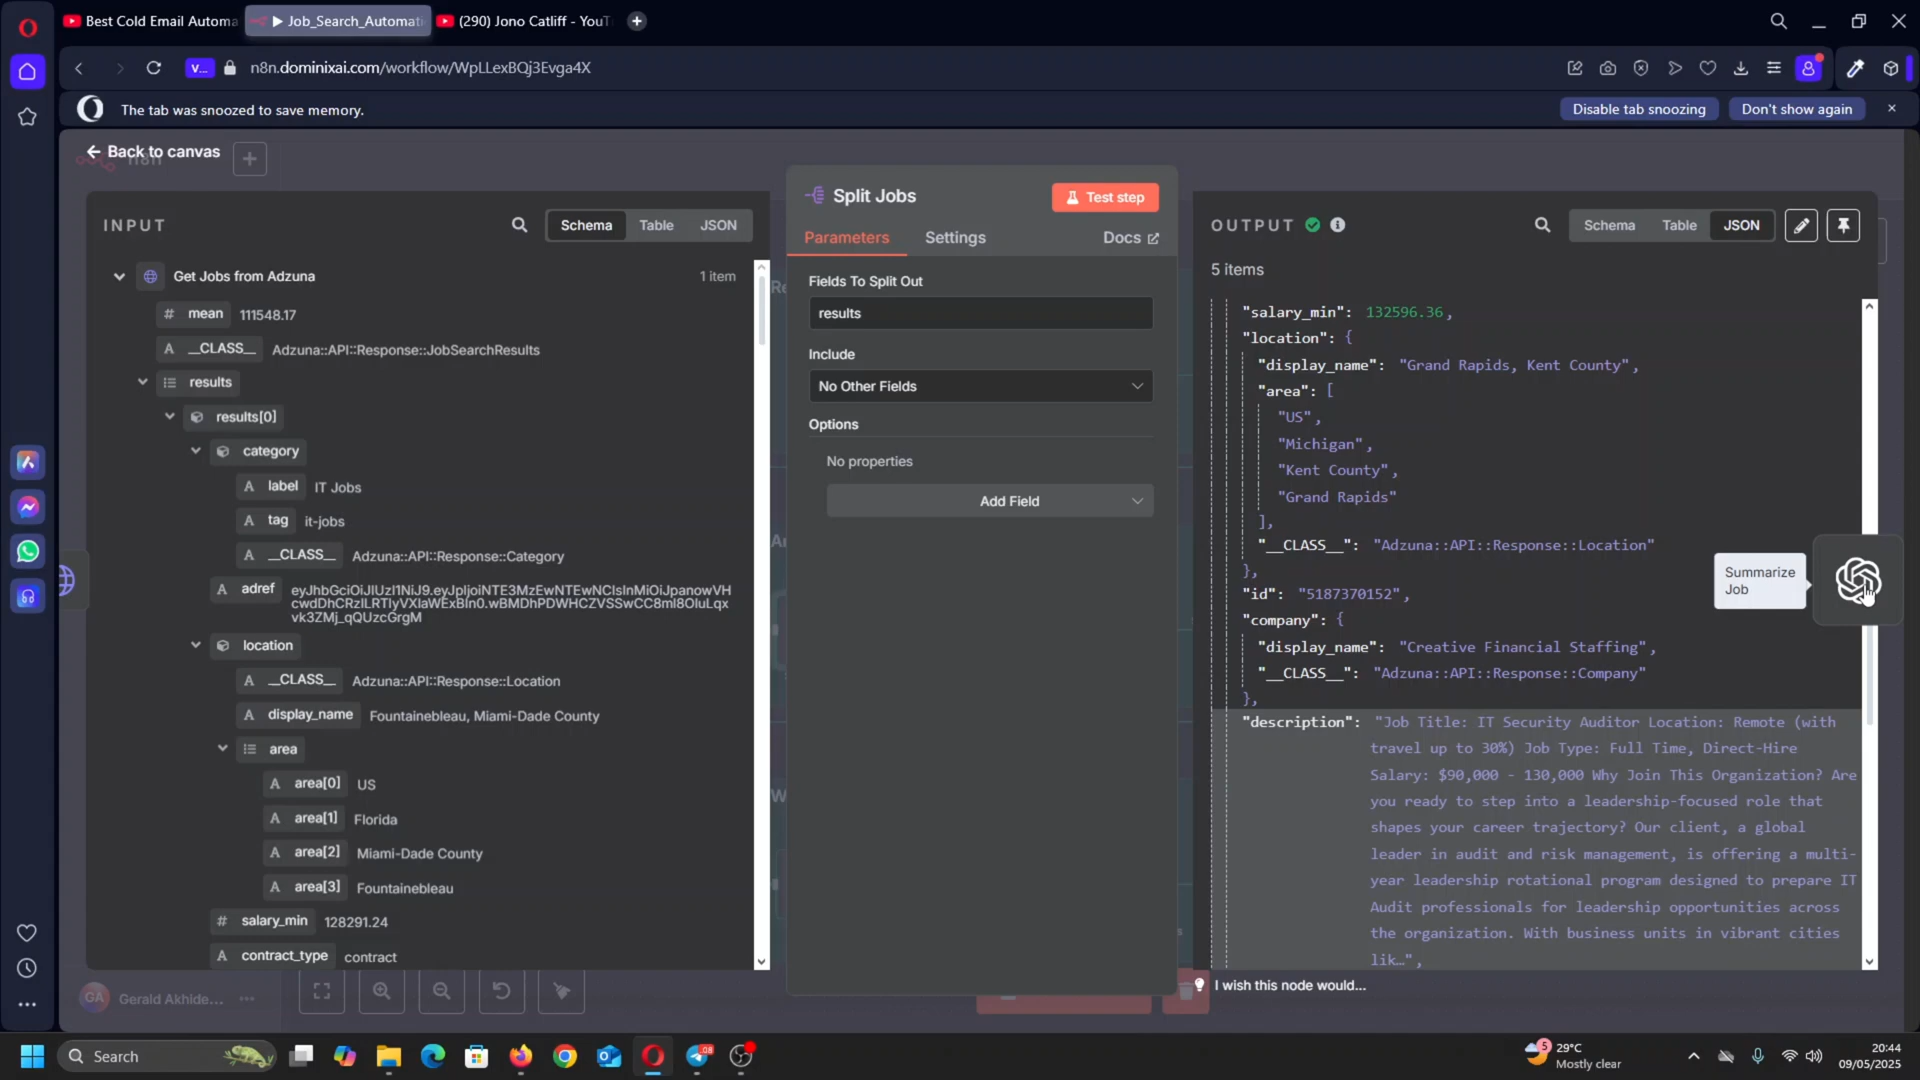 Best Cold Email Automa
Job_Search_Automati
(290) Jono Catliff - YouT
V...
n8n.dominixai.com/workflow/WpLLexBQj3Evga4X
The tab was snoozed to save memory.
Disable tab snoozing
Don't show again
Back to canvas
n8n
INPUT
Schema
Table
JSON
Get Jobs from Adzuna
1 item
# mean 111548.17
A __CLASS__ Adzuna::API::Response::JobSearchResults
results
results[0]
category
A label IT Jobs
A tag it-jobs
A __CLASS__ Adzuna::API::Response::Category
A adref
location
A __CLASS__ Adzuna::API::Response::Location
A display_name Fountainebleau, Miami-Dade County
area
A area[0] US
A area[1] Florida
A area[2] Miami-Dade County
A area[3] Fountainebleau
# salary_min 128291.24
A contract_type contract
GA Gerald Akhide...
Split Jobs
Test step
Parameters
Settings
Docs
Fields To Split Out
results
Include
No Other Fields
Options
No properties
Add Field
OUTPUT
Schema
Table
JSON
5 items
"salary_min": 132596.36,
"location": {
"display_name": "Grand Rapids, Kent County",
"area": [
"US",
"Michigan",
"Kent County",
"Grand Rapids"
],
"__CLASS__": "Adzuna::API::Response::Location"
},
"id": "5187370152",
"company": {
"display_name": "Creative Financial Staffing",
"__CLASS__": "Adzuna::API::Response::Company"
},
"description": "Job Title: IT Security Auditor Location: Remote (with
travel up to 30%) Job Type: Full Time, Direct-Hire
Salary: $90,000 - 130,000 Why Join This Organization? Are
you ready to step into a leadership-focused role that
shapes your career trajectory? Our client, a global
leader in audit and risk management, is offering a multi-
year leadership rotational program designed to prepare IT
Audit professionals for leadership opportunities across
the organization. With business units in vibrant cities
lik…",
Summarize
Job
I wish this node would...
Search
08
5
29°C
Mostly clear
20:44
09/05/2025